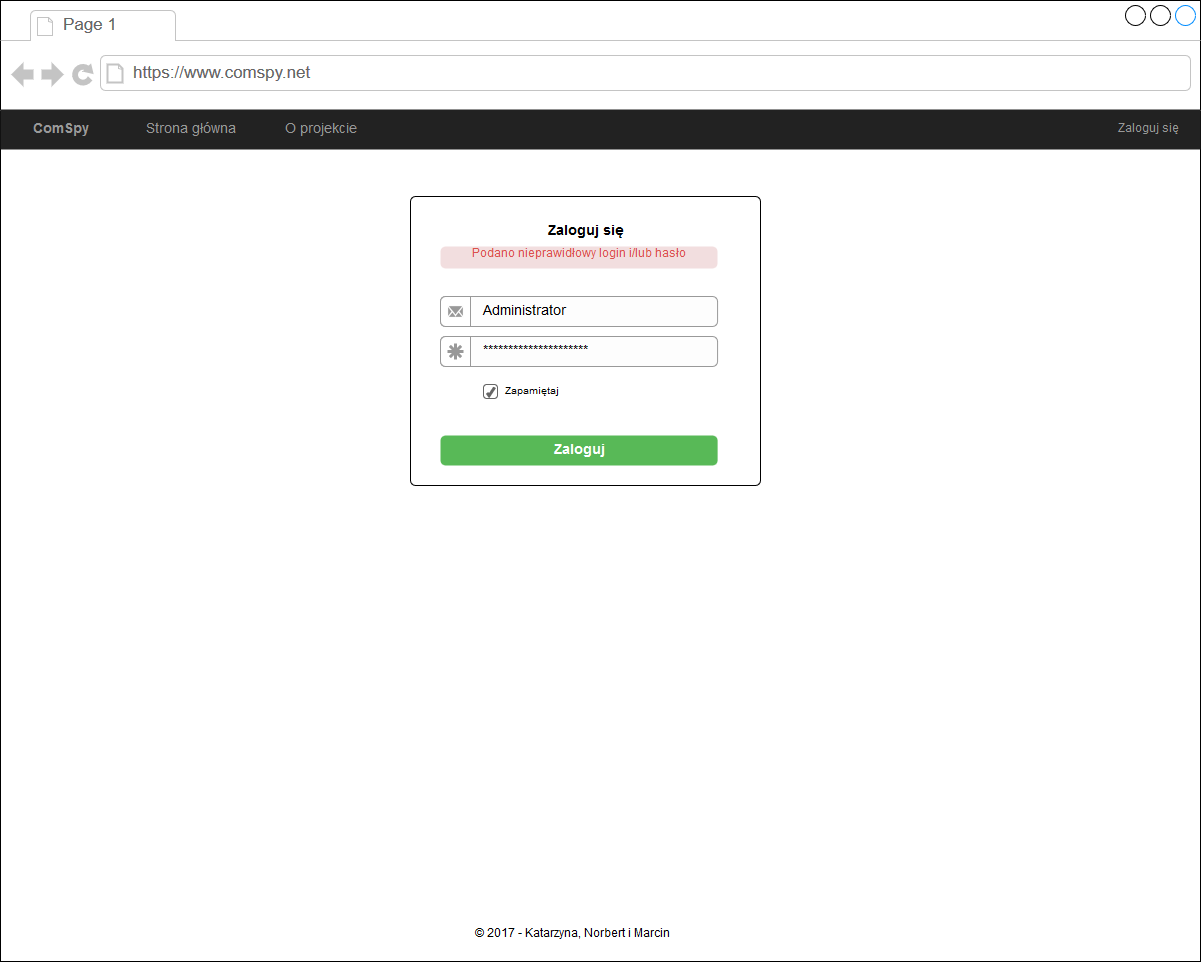 Page 1
https://www.comspy.net
ComSpy Strona główna O projekcie Zaloguj się
Zaloguj się
Podano nieprawidłowy login i/lub hasło
Administrator
*********************
Zapamiętaj
Zaloguj
© 2017 - Katarzyna, Norbert i Marcin